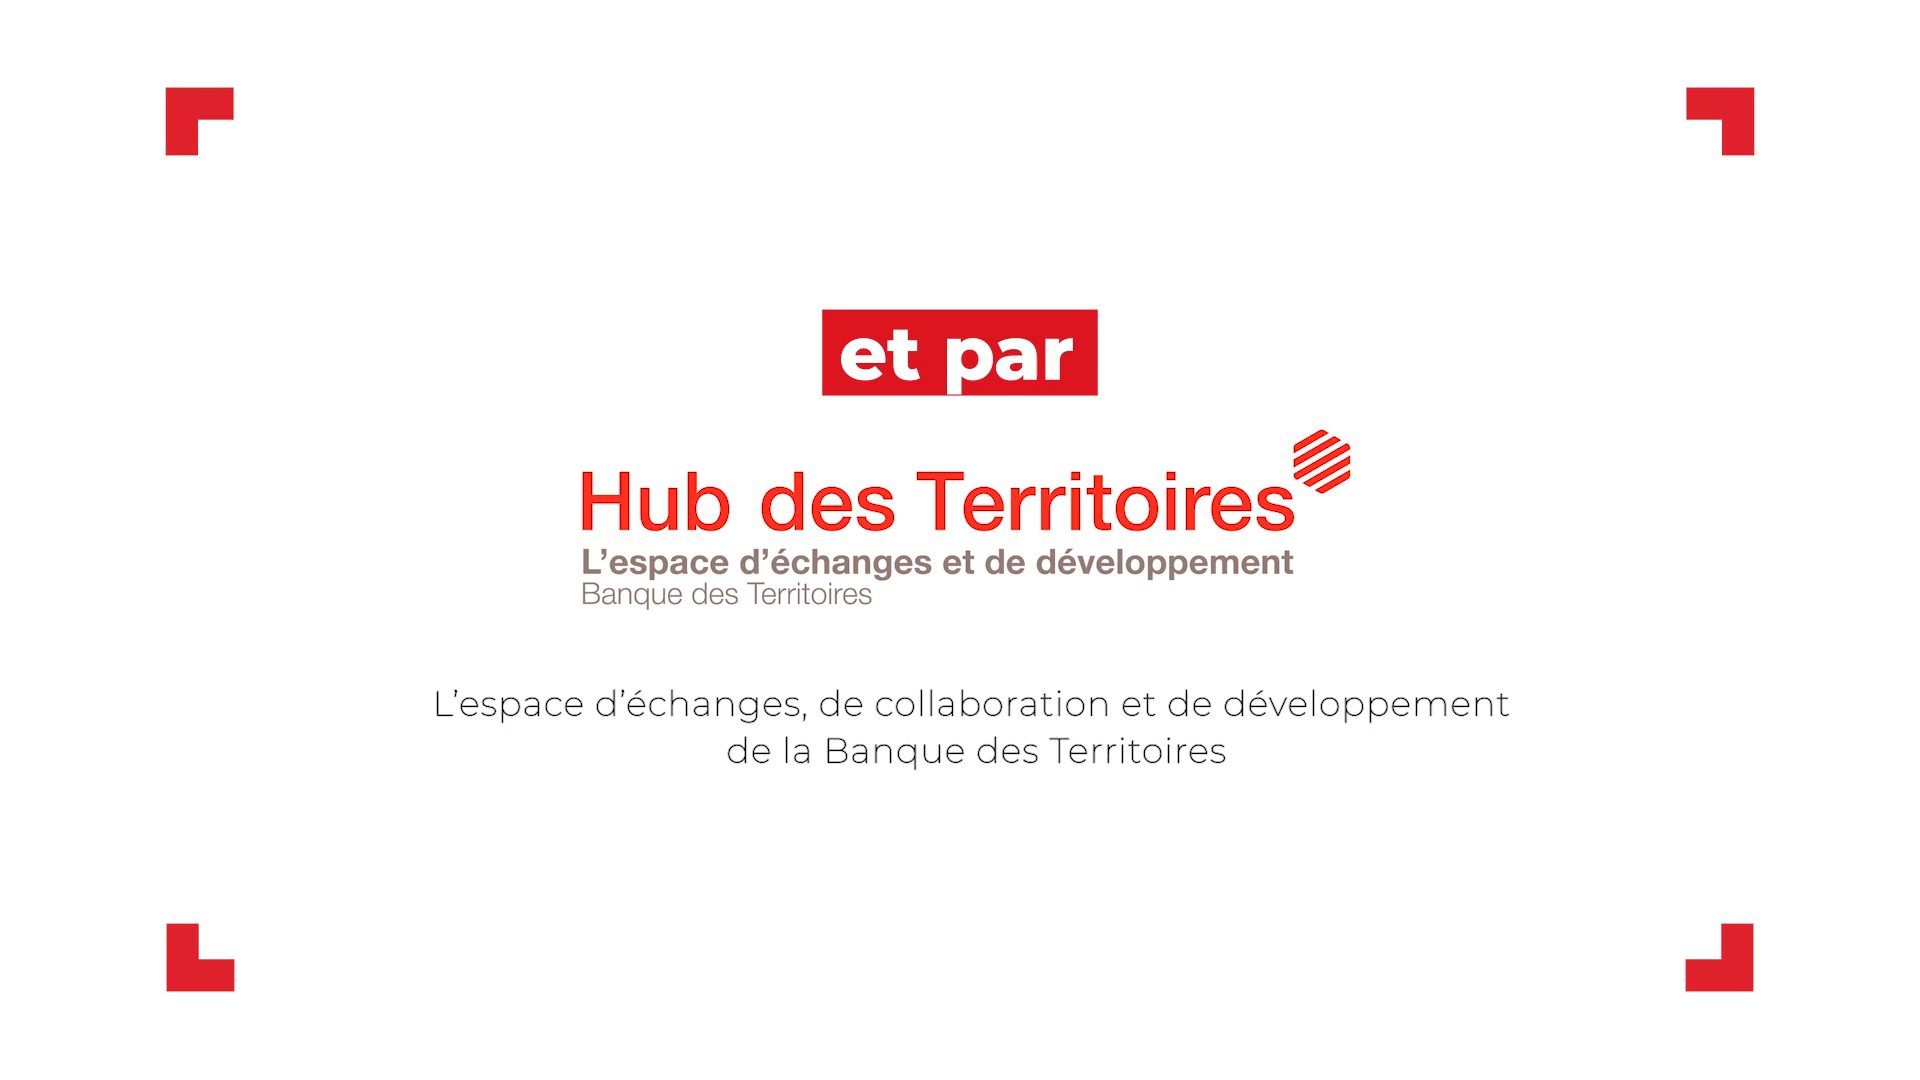 et par
Hub des Territoires
L’espace d’échanges et de développement
Banque des Territoires
L’espace d’échanges, de collaboration et de développement
de la Banque des Territoires